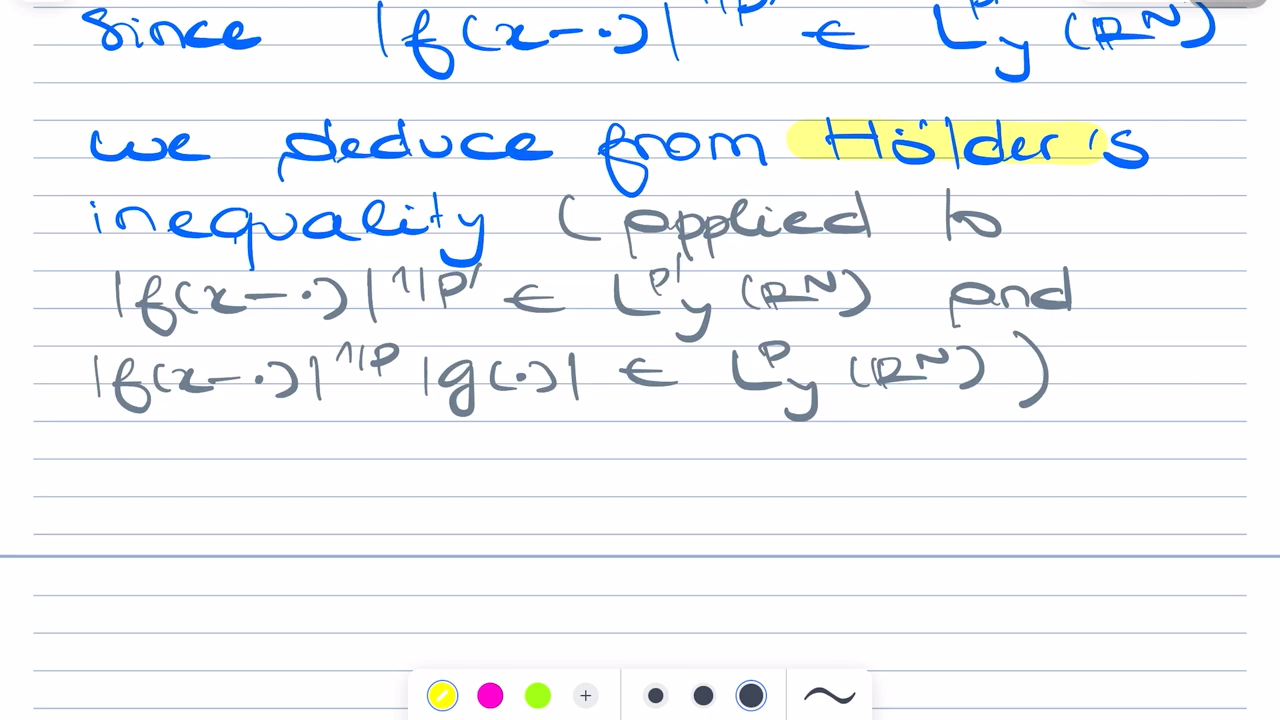 Since |f(x-·)|^{1/p'} ∈ L^{p'}_y (R^N)
we deduce from Hölder's
inequality ( applied to
|f(x-·)|^{1/p'} ∈ L^{p'}_y (R^N) and
|f(x-·)|^{1/p} |g(·)| ∈ L^p_y (R^N) )